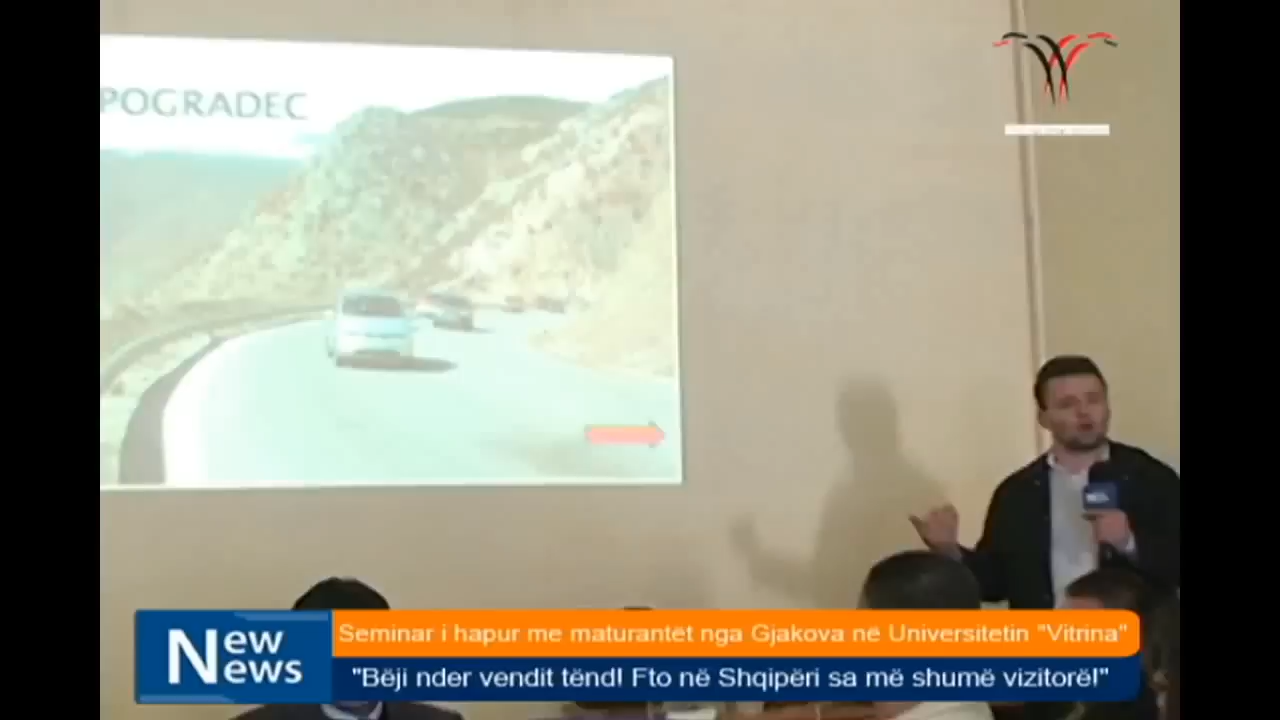 POGRADEC
New
News
Seminar i hapur me maturantët nga Gjakova në Universitetin "Vitrina"
"Bëji nder vendit tënd! Fto në Shqipëri sa më shumë vizitorë!"